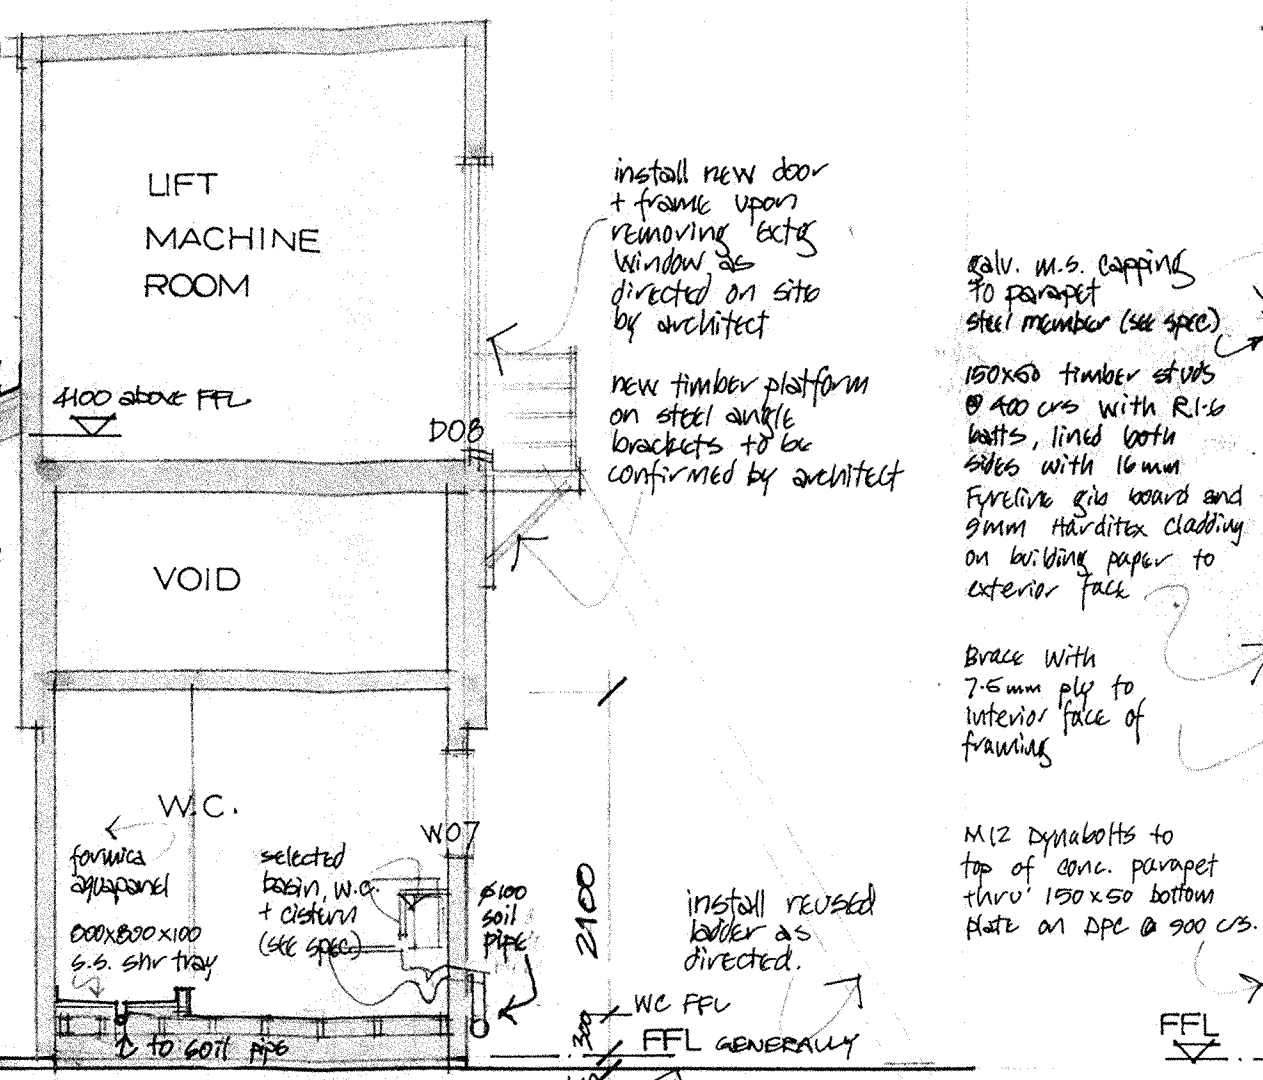 LIFT
MACHINE
ROOM
4100 above FFL
D08
VOID
W.C.
W07
formica
aquapanel
800x800x100
s.s. shr tray
selected
basin, w.c.
+ cistern
(see spec)
ø100
soil
pipe
to soil pipe
install new door
+ frame upon
removing extg
window, as
directed on site
by architect
new timber platform
on steel angle
brackets to be
confirmed by architect
2100
300
install reused
ladder as
directed.
WC FFL
FFL GENERALLY
galv. m.s. capping
to parapet
steel member (see spec)
150x50 timber studs
@ 400 crs with R1.6
batts, lined both
sides with 16mm
Fyreline gib board and
9mm Harditex cladding
on building paper to
exterior face
Brace with
7.5mm ply to
interior face of
framing
M12 Dynabolts to
top of conc. parapet
thru' 150x50 bottom
plate on DPC @ 900 crs.
FFL